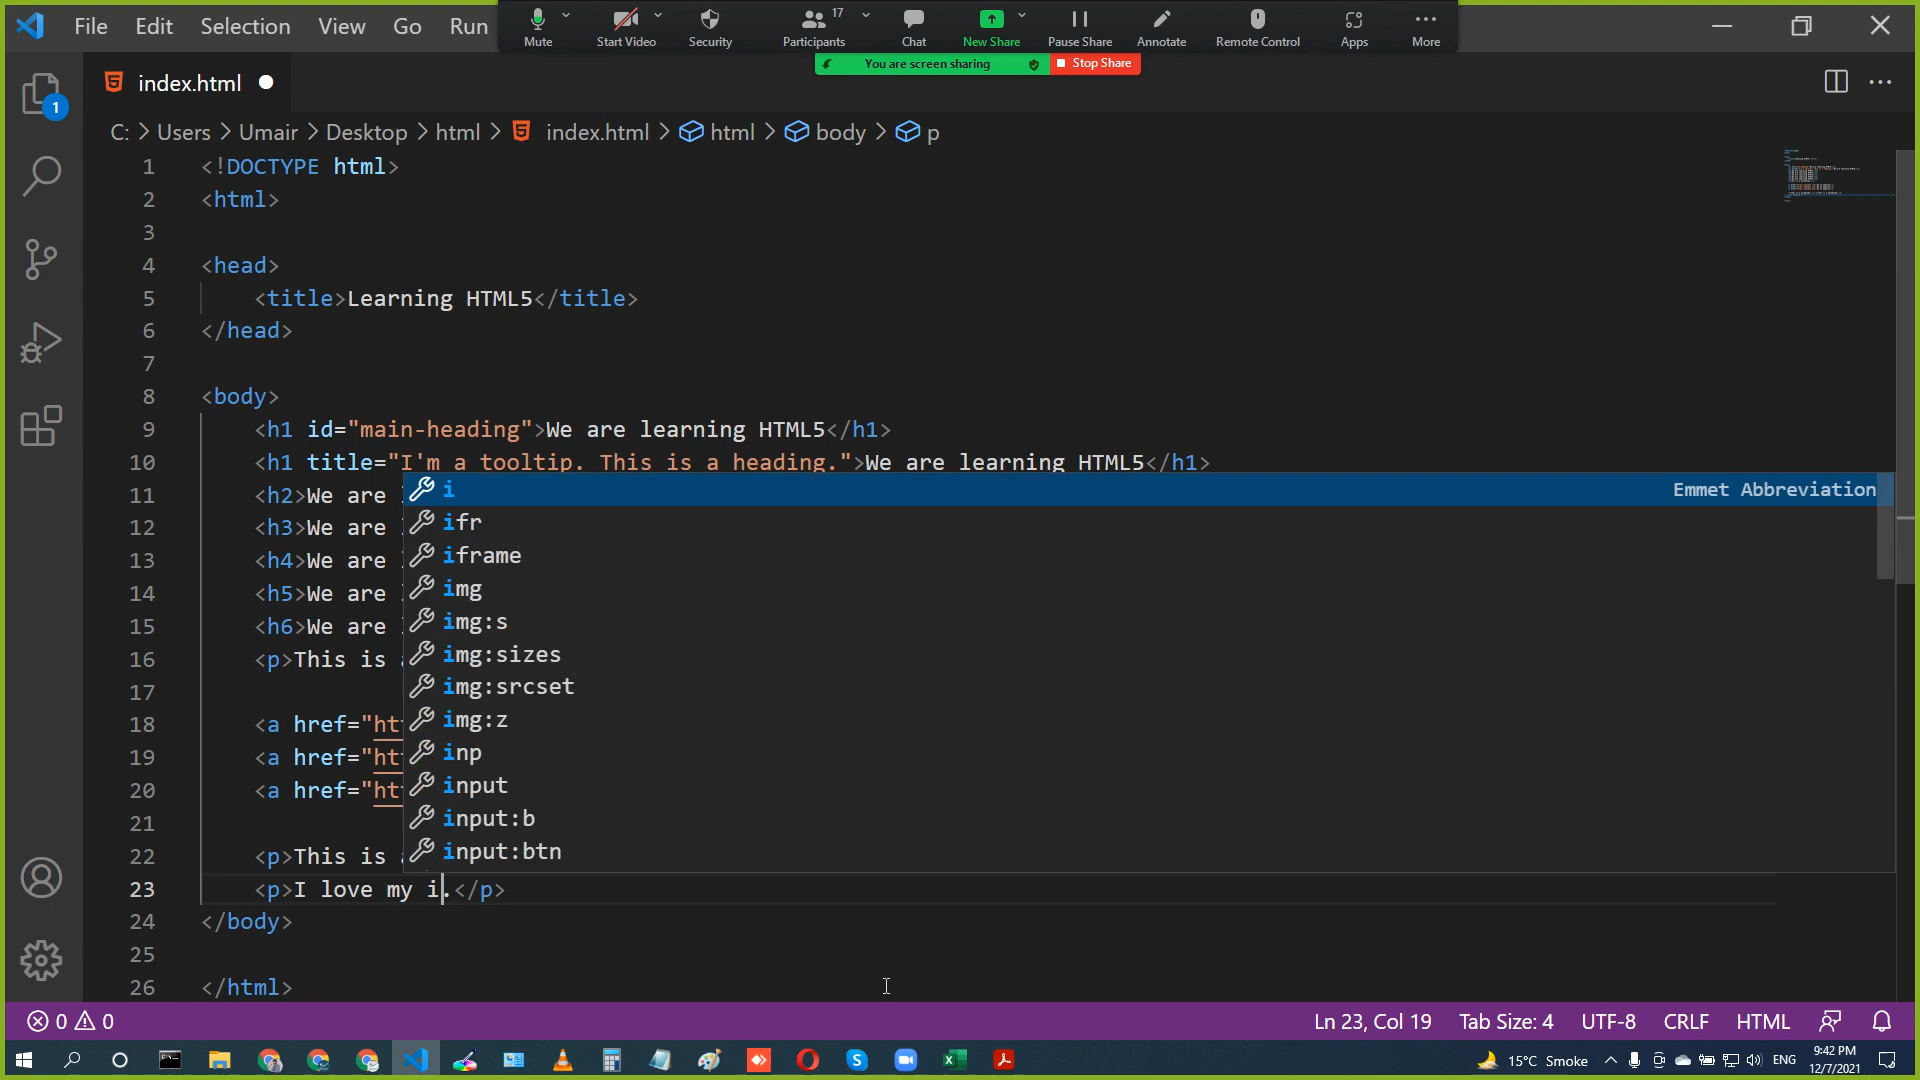 File Edit Selection View Go Run
Mute Start Video Security Participants 17 Chat New Share Pause Share Annotate Remote Control Apps More
You are screen sharing Stop Share
index.html
1
C: > Users > Umair > Desktop > html > index.html > html > body > p
1 <!DOCTYPE html>
2 <html>
3
4 <head>
5 <title>Learning HTML5</title>
6 </head>
7
8 <body>
9 <h1 id="main-heading">We are learning HTML5</h1>
10 <h1 title="I'm a tooltip. This is a heading.">We are learning HTML5</h1>
11 <h2>We are
12 <h3>We are
13 <h4>We are
14 <h5>We are
15 <h6>We are
16 <p>This is
17
18 <a href="ht
19 <a href="ht
20 <a href="ht
21
22 <p>This is
23 <p>I love my i.</p>
24 </body>
25
26 </html>
i Emmet Abbreviation
ifr
iframe
img
img:s
img:sizes
img:srcset
img:z
inp
input
input:b
input:btn
0 0 Ln 23, Col 19 Tab Size: 4 UTF-8 CRLF HTML
15°C Smoke ENG 9:42 PM
12/7/2021